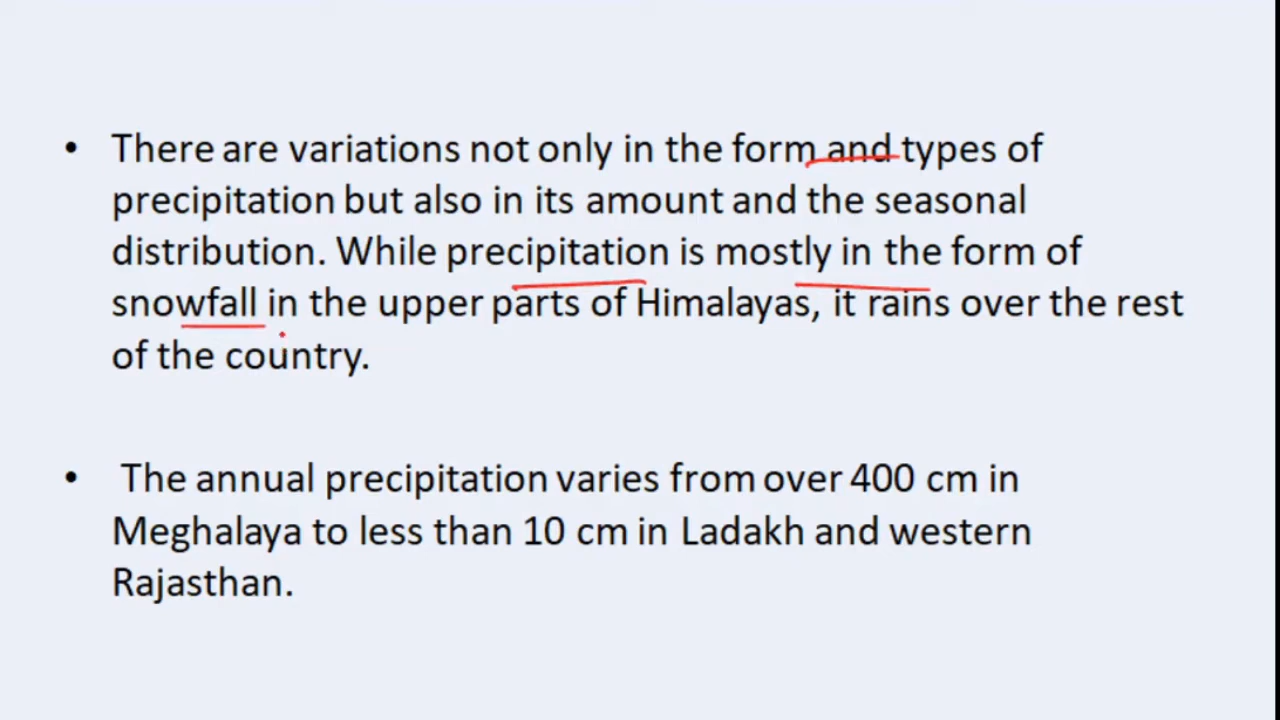 • There are variations not only in the form and types of
precipitation but also in its amount and the seasonal
distribution. While precipitation is mostly in the form of
snowfall in the upper parts of Himalayas, it rains over the rest
of the country.
• The annual precipitation varies from over 400 cm in
Meghalaya to less than 10 cm in Ladakh and western
Rajasthan.